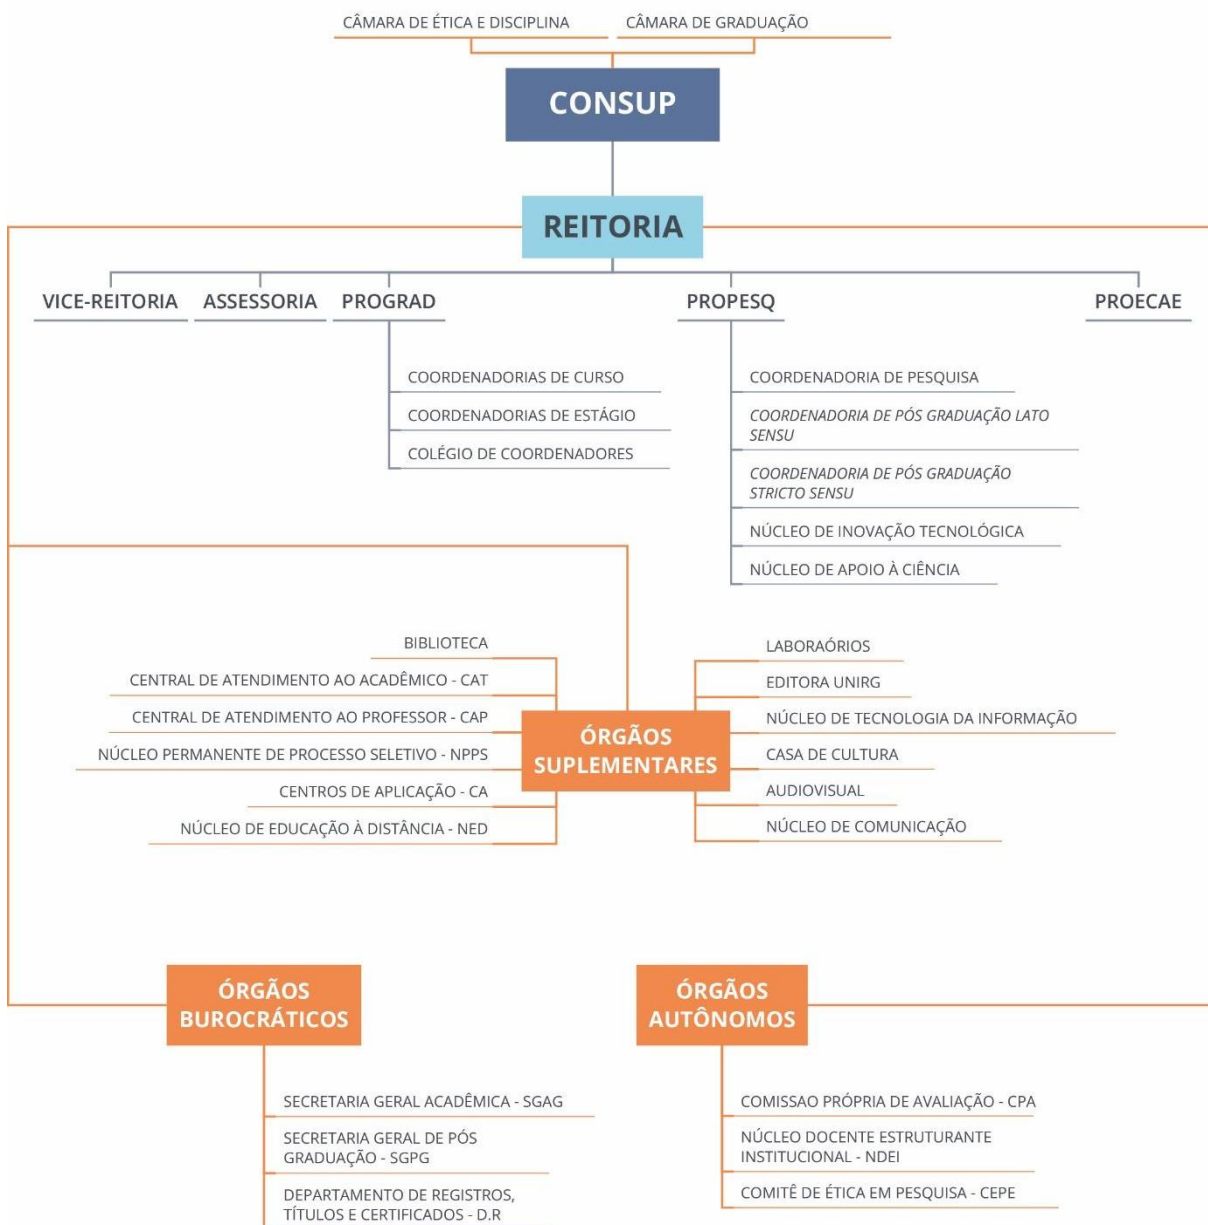 CÂMARA DE ÉTICA E DISCIPLINA
CÂMARA DE GRADUAÇÃO
CONSUP
REITORIA
VICE-REITORIA
ASSESSORIA
PROGRAD
PROPESQ
PROECAE
COORDENADORIAS DE CURSO
COORDENADORIAS DE ESTÁGIO
COLÉGIO DE COORDENADORES
COORDENADORIA DE PESQUISA
COORDENADORIA DE PÓS GRADUAÇÃO LATO
SENSU
COORDENADORIA DE PÓS GRADUAÇÃO
STRICTO SENSU
NÚCLEO DE INOVAÇÃO TECNOLÓGICA
NÚCLEO DE APOIO À CIÊNCIA
BIBLIOTECA
CENTRAL DE ATENDIMENTO AO ACADÊMICO - CAT
CENTRAL DE ATENDIMENTO AO PROFESSOR - CAP
NÚCLEO PERMANENTE DE PROCESSO SELETIVO - NPPS
CENTROS DE APLICAÇÃO - CA
NÚCLEO DE EDUCAÇÃO À DISTÂNCIA - NED
ÓRGÃOS
SUPLEMENTARES
LABORAÓRIOS
EDITORA UNIRG
NÚCLEO DE TECNOLOGIA DA INFORMAÇÃO
CASA DE CULTURA
AUDIOVISUAL
NÚCLEO DE COMUNICAÇÃO
ÓRGÃOS
BUROCRÁTICOS
SECRETARIA GERAL ACADÊMICA - SGAG
SECRETARIA GERAL DE PÓS
GRADUAÇÃO - SGPG
DEPARTAMENTO DE REGISTROS,
TÍTULOS E CERTIFICADOS - D.R
ÓRGÃOS
AUTÔNOMOS
COMISSAO PRÓPRIA DE AVALIAÇÃO - CPA
NÚCLEO DOCENTE ESTRUTURANTE
INSTITUCIONAL - NDEI
COMITÊ DE ÉTICA EM PESQUISA - CEPE